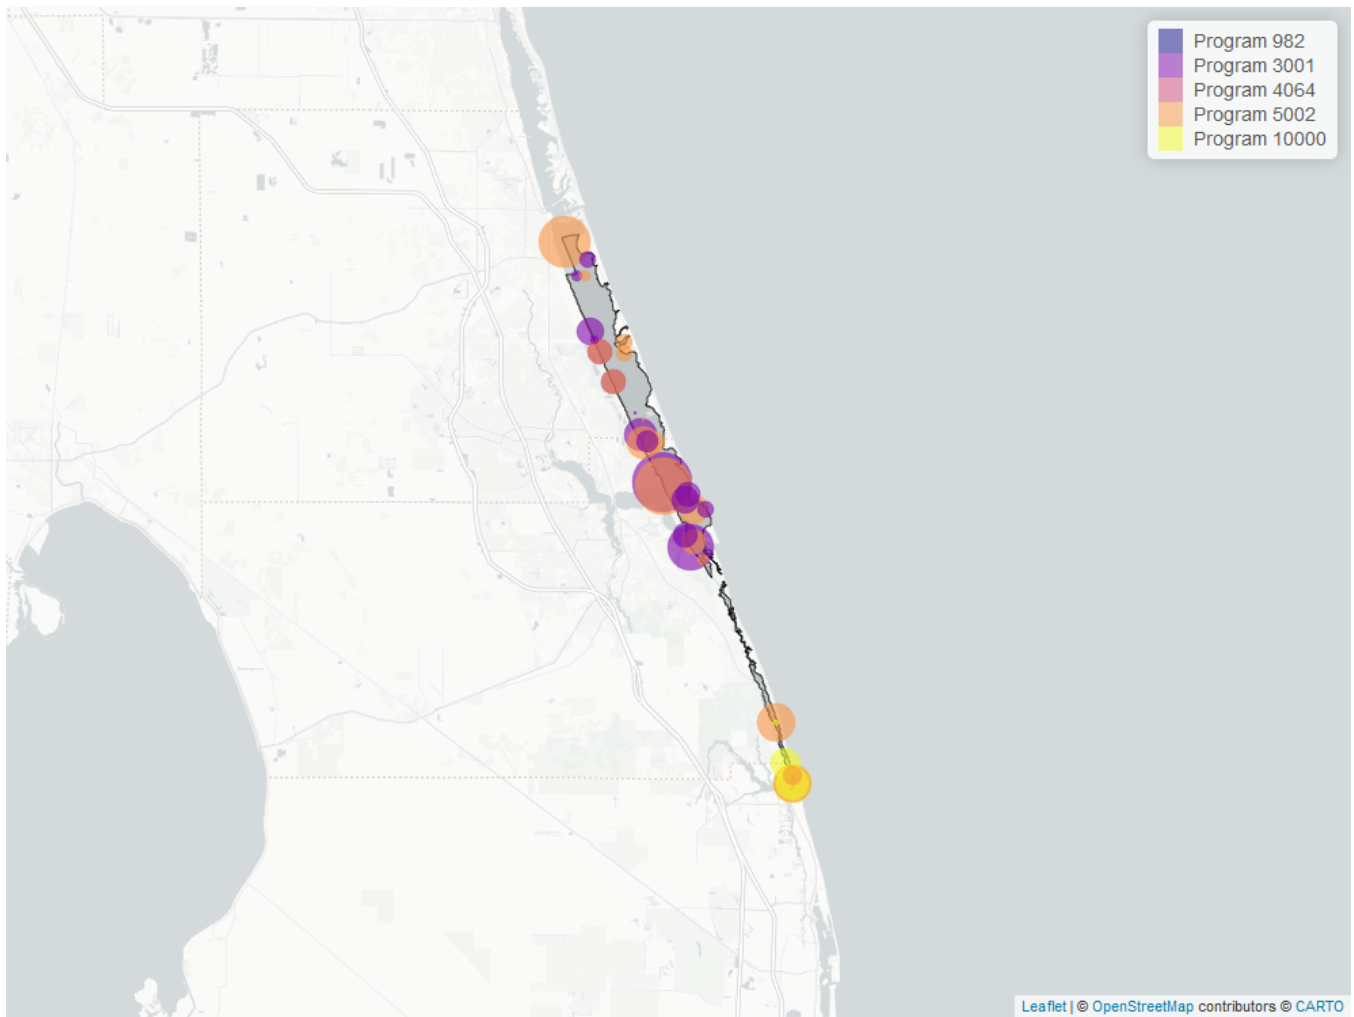 Program 982
Program 3001
Program 4064
Program 5002
Program 10000
Leaflet | © OpenStreetMap contributors © CARTO